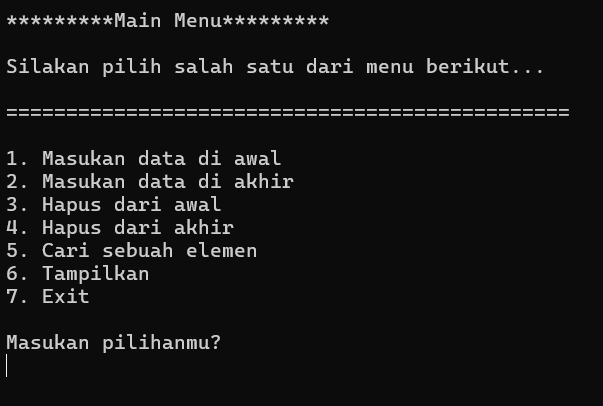 *********Main Menu*********
Silakan pilih salah satu dari menu berikut...
===============================================
1. Masukan data di awal
2. Masukan data di akhir
3. Hapus dari awal
4. Hapus dari akhir
5. Cari sebuah elemen
6. Tampilkan
7. Exit
Masukan pilihanmu?